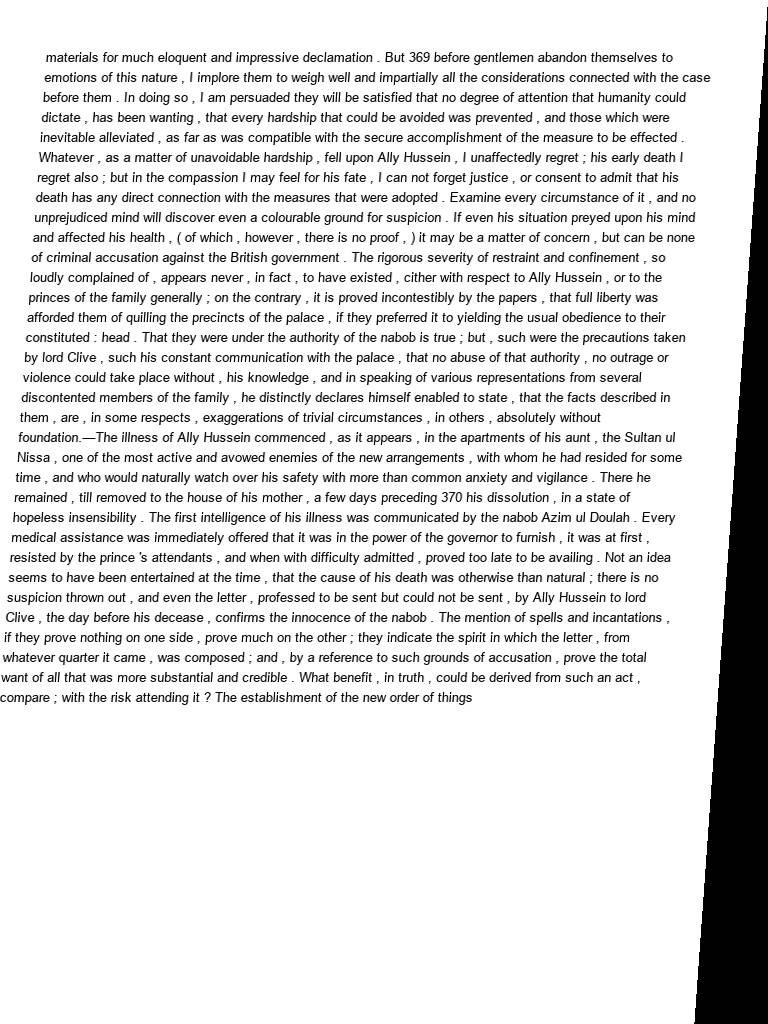 materials for much eloquent and impressive declamation . But 369 before gentlemen abandon themselves to
emotions of this nature , I implore them to weigh well and impartially all the considerations connected with the case
before them . In doing so , I am persuaded they will be satisfied that no degree of attention that humanity could
dictate , has been wanting , that every hardship that could be avoided was prevented , and those which were
inevitable alleviated , as far as was compatible with the secure accomplishment of the measure to be effected .
Whatever , as a matter of unavoidable hardship , fell upon Ally Hussein , I unaffectedly regret ; his early death I
regret also ; but in the compassion I may feel for his fate , I can not forget justice , or consent to admit that his
death has any direct connection with the measures that were adopted . Examine every circumstance of it , and no
unprejudiced mind will discover even a colourable ground for suspicion . If even his situation preyed upon his mind
and affected his health , ( of which , however , there is no proof , ) it may be a matter of concern , but can be none
of criminal accusation against the British government . The rigorous severity of restraint and confinement , so
loudly complained of , appears never , in fact , to have existed , cither with respect to Ally Hussein , or to the
princes of the family generally ; on the contrary , it is proved incontestibly by the papers , that full liberty was
afforded them of quilling the precincts of the palace , if they preferred it to yielding the usual obedience to their
constituted : head . That they were under the authority of the nabob is true ; but , such were the precautions taken
by lord Clive , such his constant communication with the palace , that no abuse of that authority , no outrage or
violence could take place without , his knowledge , and in speaking of various representations from several
discontented members of the family , he distinctly declares himself enabled to state , that the facts described in
them , are , in some respects , exaggerations of trivial circumstances , in others , absolutely without
foundation.—The illness of Ally Hussein commenced , as it appears , in the apartments of his aunt , the Sultan ul
Nissa , one of the most active and avowed enemies of the new arrangements , with whom he had resided for some
time , and who would naturally watch over his safety with more than common anxiety and vigilance . There he
remained , till removed to the house of his mother , a few days preceding 370 his dissolution , in a state of
hopeless insensibility . The first intelligence of his illness was communicated by the nabob Azim ul Doulah . Every
medical assistance was immediately offered that it was in the power of the governor to furnish , it was at first ,
resisted by the prince 's attendants , and when with difficulty admitted , proved too late to be availing . Not an idea
seems to have been entertained at the time , that the cause of his death was otherwise than natural ; there is no
suspicion thrown out , and even the letter , professed to be sent but could not be sent , by Ally Hussein to lord
Clive , the day before his decease , confirms the innocence of the nabob . The mention of spells and incantations ,
if they prove nothing on one side , prove much on the other ; they indicate the spirit in which the letter , from
whatever quarter it came , was composed ; and , by a reference to such grounds of accusation , prove the total
want of all that was more substantial and credible . What benefit , in truth , could be derived from such an act ,
compare ; with the risk attending it ? The establishment of the new order of things